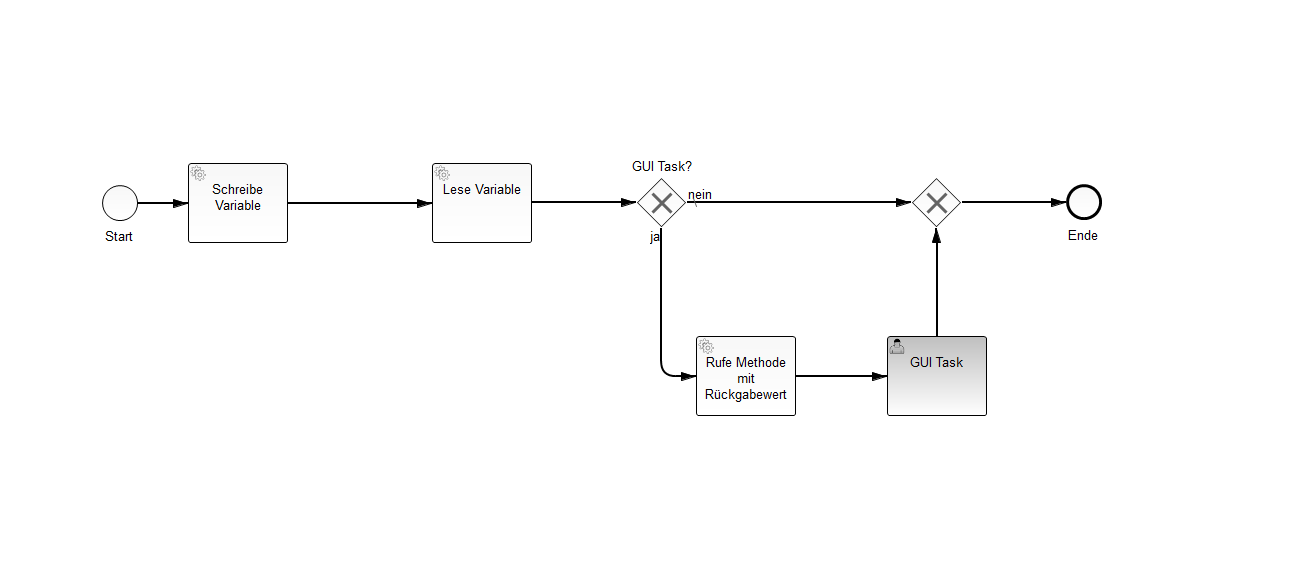 GUI Task?
Schreibe
Variable
Lese Variable
nein
Start
ja
Ende
Rufe Methode
mit
Rückgabewert
GUI Task